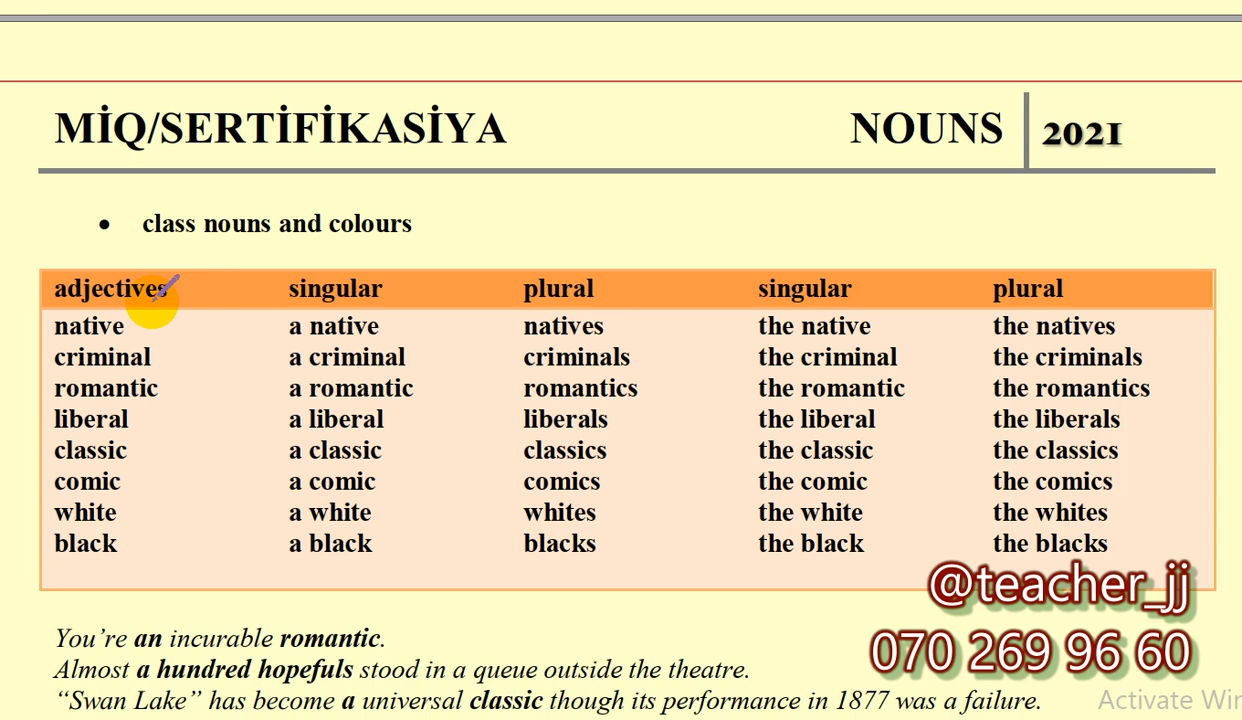 MİQ/SERTİFİKASİYA NOUNS 2021
• class nouns and colours
adjectives singular plural singular plural
native a native natives the native the natives
criminal a criminal criminals the criminal the criminals
romantic a romantic romantics the romantic the romantics
liberal a liberal liberals the liberal the liberals
classic a classic classics the classic the classics
comic a comic comics the comic the comics
white a white whites the white the whites
black a black blacks the black the blacks
@teacher_jj
You’re an incurable romantic.
070 269 96 60
Almost a hundred hopefuls stood in a queue outside the theatre.
“Swan Lake” has become a universal classic though its performance in 1877 was a failure.
Activate Win